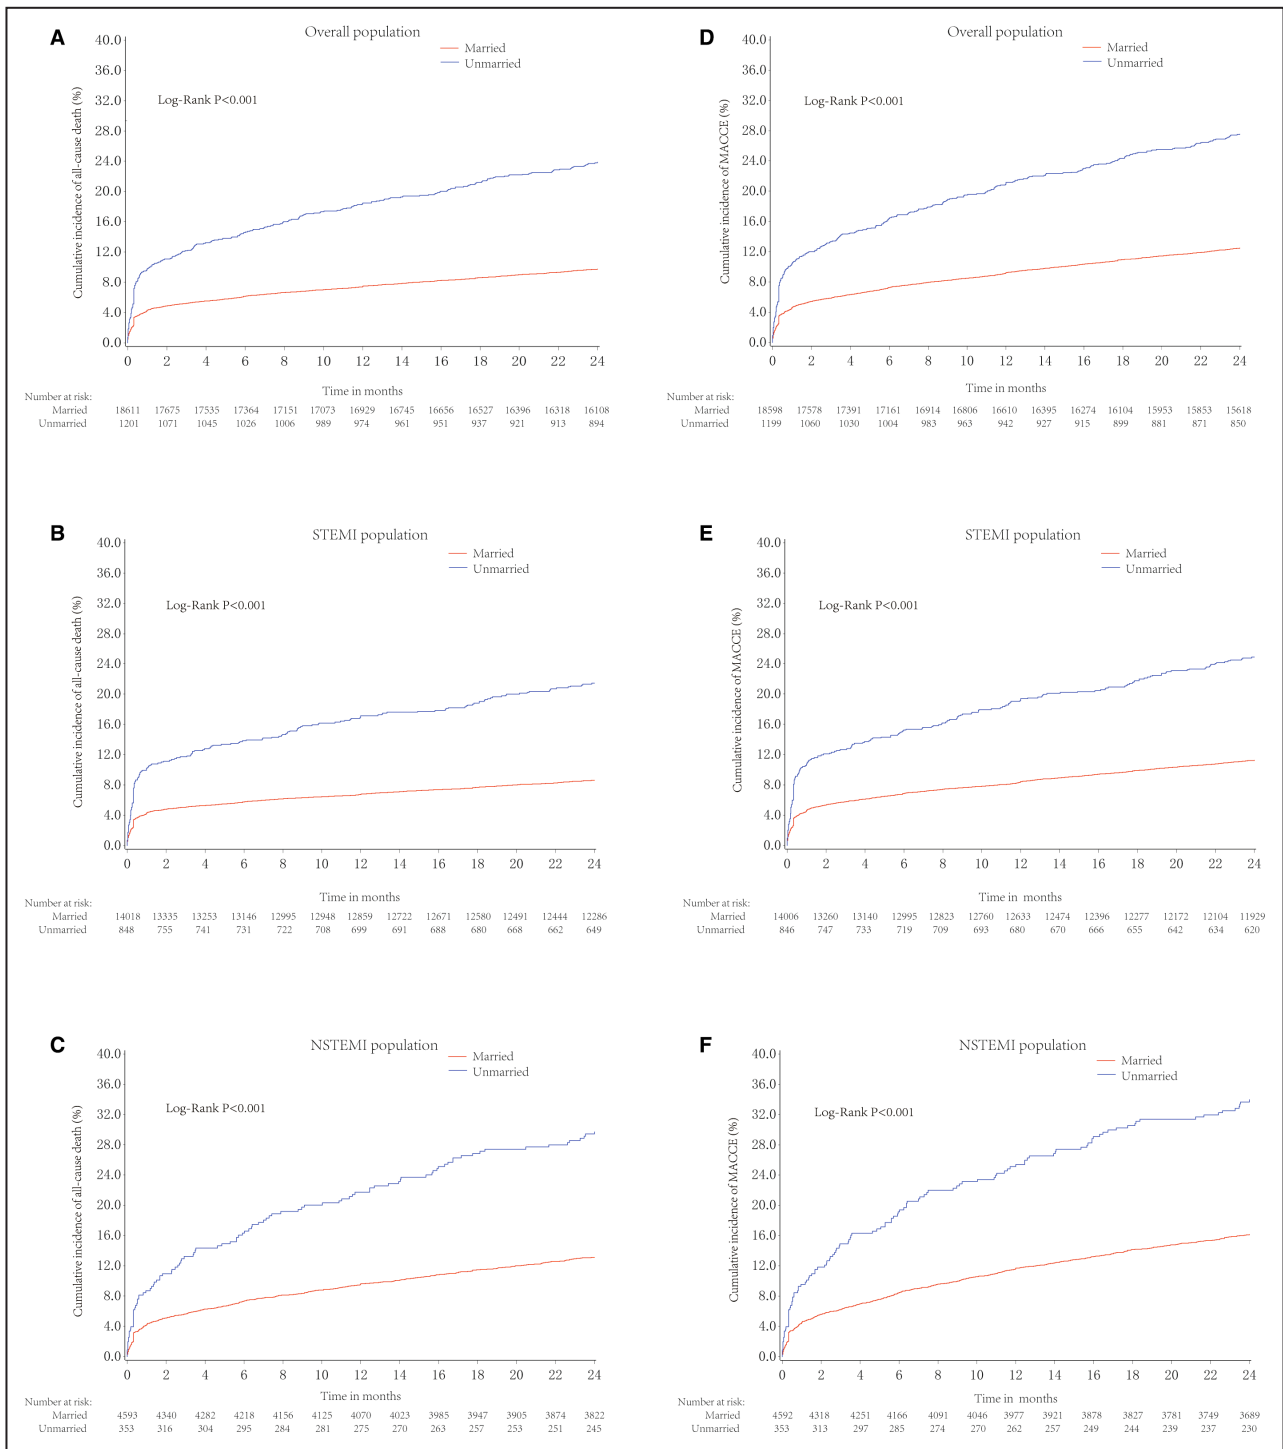 A
Overall population
Married
Unmarried
Log-Rank P<0.001
Cumulative incidence of all-cause death (%)
40.0
36.0
32.0
28.0
24.0
20.0
16.0
12.0
8.0
4.0
0.0
0 2 4 6 8 10 12 14 16 18 20 22 24
Time in months
Number at risk:
Married 18611 17675 17535 17364 17151 17073 16929 16745 16656 16527 16396 16318 16108
Unmarried 1201 1071 1045 1026 1006 989 974 961 951 937 921 913 894
D
Overall population
Married
Unmarried
Log-Rank P<0.001
Cumulative incidence of MACCE (%)
40.0
36.0
32.0
28.0
24.0
20.0
16.0
12.0
8.0
4.0
0.0
0 2 4 6 8 10 12 14 16 18 20 22 24
Time in months
Number at risk:
Married 18598 17578 17391 17161 16914 16806 16610 16395 16274 16104 15953 15853 15618
Unmarried 1199 1060 1030 1004 983 963 942 927 915 899 881 871 850
B
STEMI population
Married
Unmarried
Log-Rank P<0.001
Cumulative incidence of all-cause death (%)
40.0
36.0
32.0
28.0
24.0
20.0
16.0
12.0
8.0
4.0
0.0
0 2 4 6 8 10 12 14 16 18 20 22 24
Time in months
Number at risk:
Married 14018 13335 13253 13146 12995 12948 12859 12722 12671 12580 12491 12444 12286
Unmarried 848 755 741 731 722 708 699 691 688 680 668 662 649
E
STEMI population
Married
Unmarried
Log-Rank P<0.001
Cumulative incidence of MACCE (%)
40.0
36.0
32.0
28.0
24.0
20.0
16.0
12.0
8.0
4.0
0.0
0 2 4 6 8 10 12 14 16 18 20 22 24
Time in months
Number at risk:
Married 14006 13260 13140 12995 12823 12760 12633 12474 12396 12277 12172 12104 11929
Unmarried 846 747 733 719 709 693 680 670 666 655 642 634 620
C
NSTEMI population
Married
Unmarried
Log-Rank P<0.001
Cumulative incidence of all-cause death (%)
40.0
36.0
32.0
28.0
24.0
20.0
16.0
12.0
8.0
4.0
0.0
0 2 4 6 8 10 12 14 16 18 20 22 24
Time in months
Number at risk:
Married 4593 4340 4282 4218 4156 4125 4070 4023 3985 3947 3905 3874 3822
Unmarried 353 316 304 295 284 281 275 270 263 257 253 251 245
F
NSTEMI population
Married
Unmarried
Log-Rank P<0.001
Cumulative incidence of MACCE (%)
40.0
36.0
32.0
28.0
24.0
20.0
16.0
12.0
8.0
4.0
0.0
0 2 4 6 8 10 12 14 16 18 20 22 24
Time in months
Number at risk:
Married 4592 4318 4251 4166 4091 4046 3977 3921 3878 3827 3781 3749 3689
Unmarried 353 313 297 285 274 270 262 257 249 244 239 237 230